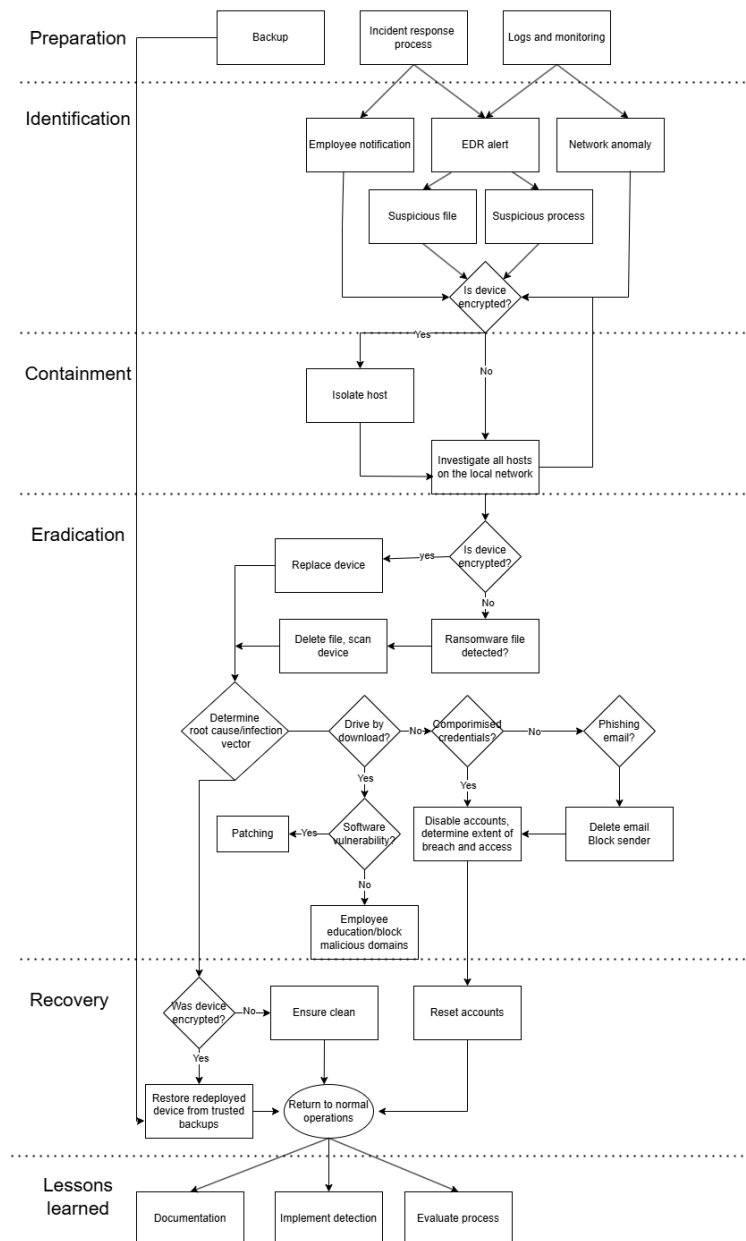 Preparation
Backup
Incident response
process
Logs and monitoring
Identification
Employee notification
EDR alert
Network anomaly
Suspicious file
Suspicious process
Is device
encrypted?
Yes
No
Containment
Isolate host
Investigate all hosts
on the local network
Eradication
Is device
encrypted?
yes
Replace device
No
Delete file, scan
device
Ransomware file
detected?
Determine
root cause/infection
vector
Drive by
download?
No
Comporimised
credentials?
No
Phishing
email?
Yes
Yes
Patching
Yes
Software
vulnerability?
Disable accounts,
determine extent of
breach and access
Delete email
Block sender
No
Employee
education/block
malicious domains
Recovery
Was device
encrypted?
No
Ensure clean
Reset accounts
Yes
Restore redeployed
device from trusted
backups
Return to normal
operations
Lessons
learned
Documentation
Implement detection
Evaluate process